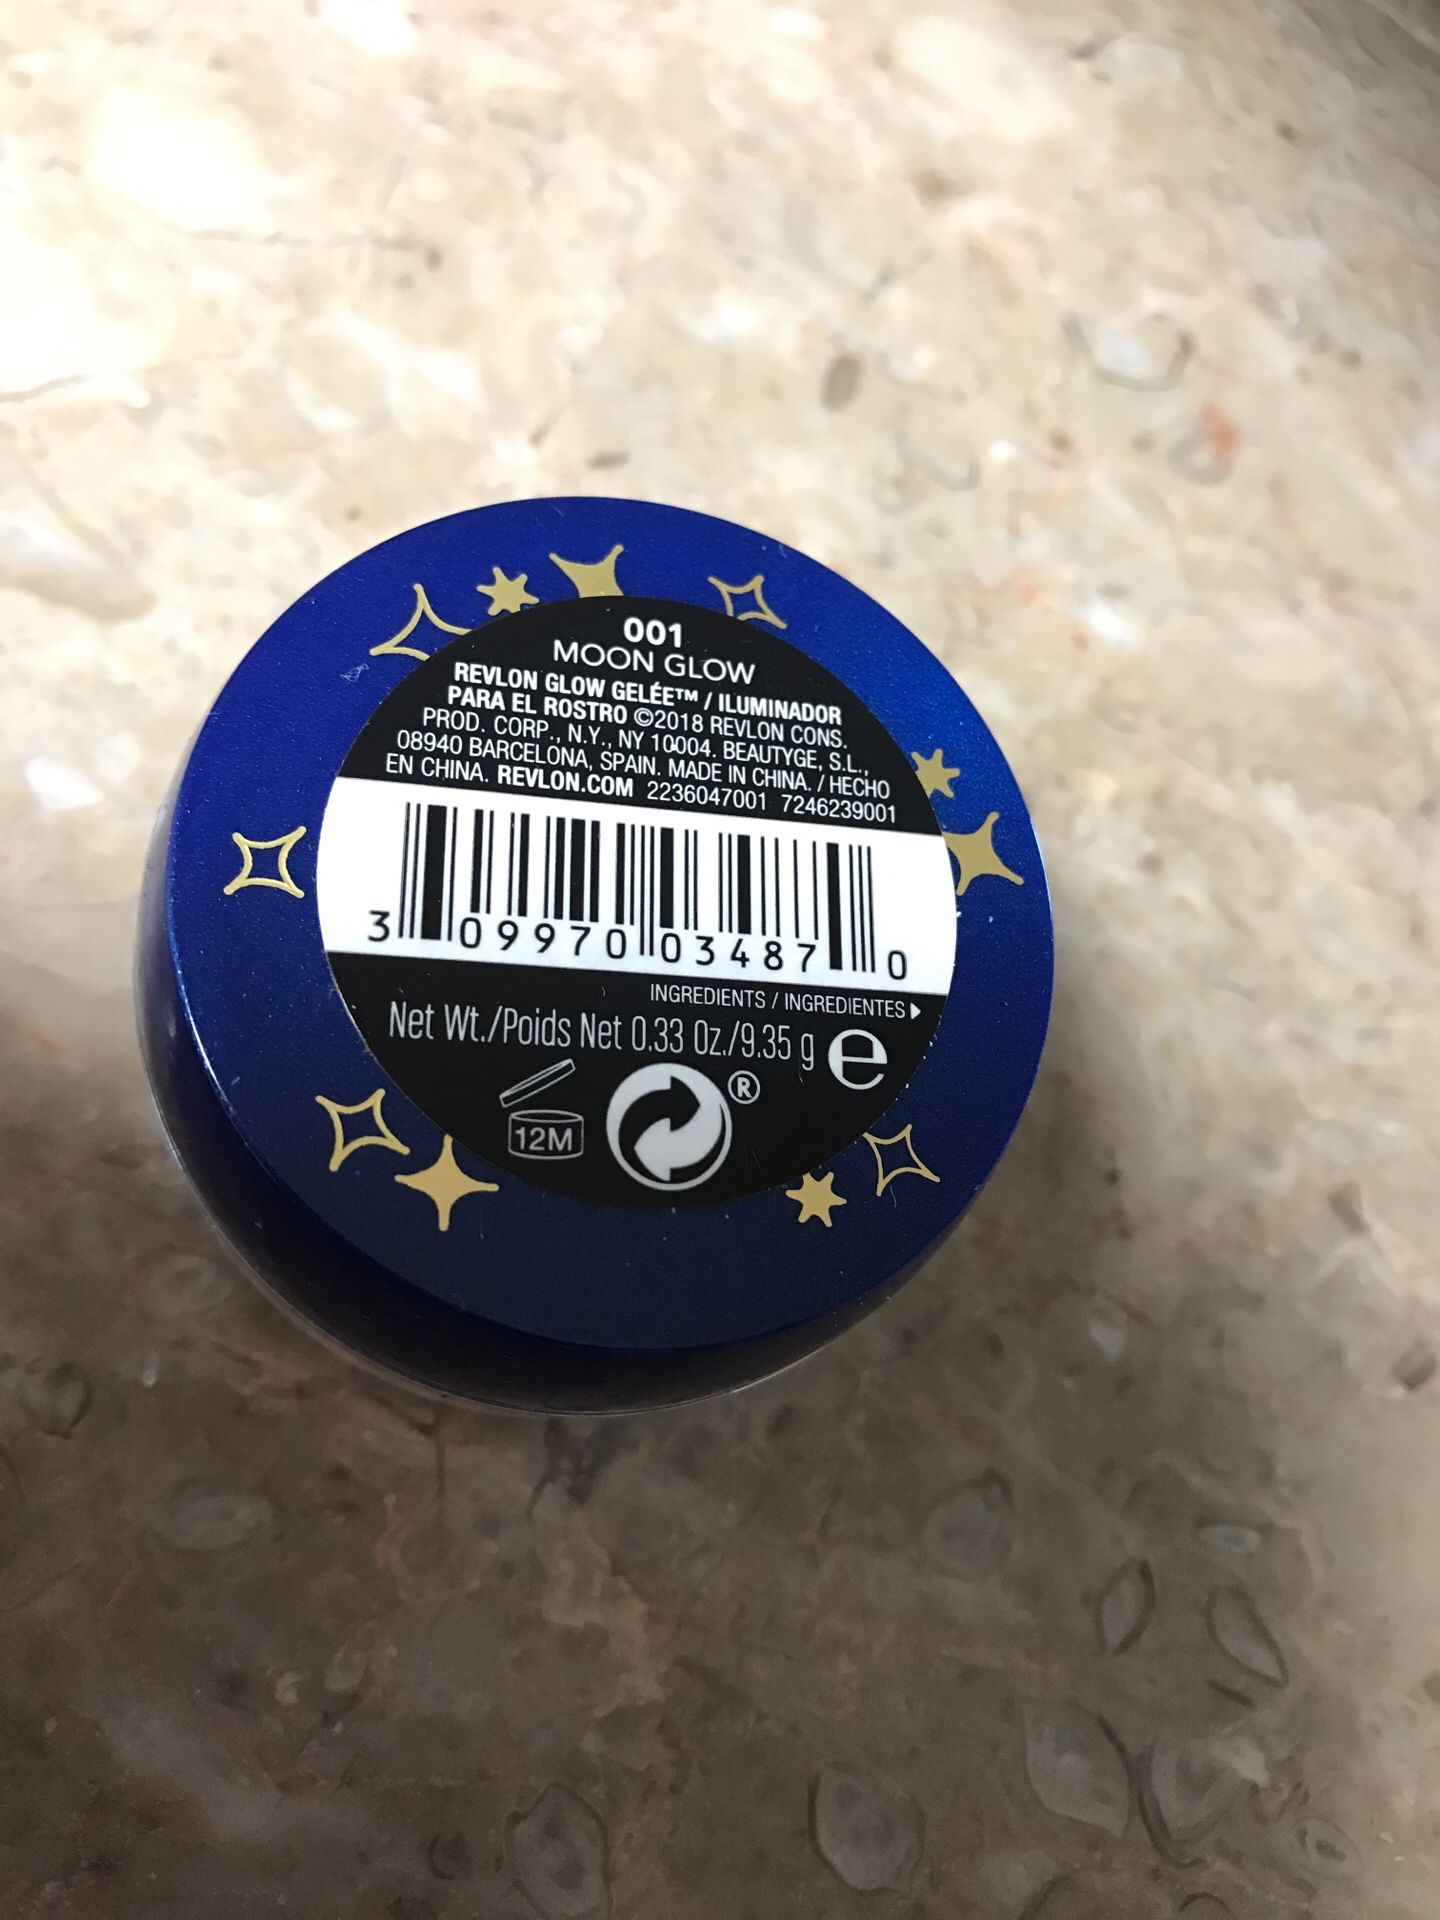 001
MOON GLOW
REVLON GLOW GELÉE™ / ILUMINADOR
PARA EL ROSTRO ©2018 REVLON CONS.
PROD. CORP., N.Y., NY 10004. BEAUTYGE, S.L.,
08940 BARCELONA, SPAIN. MADE IN CHINA. / HECHO
EN CHINA. REVLON.COM 2236047001 7246239001
3 09970 03487 0
INGREDIENTS / INGREDIENTES
Net Wt./Poids Net 0.33 Oz./9.35 g e
®
12M